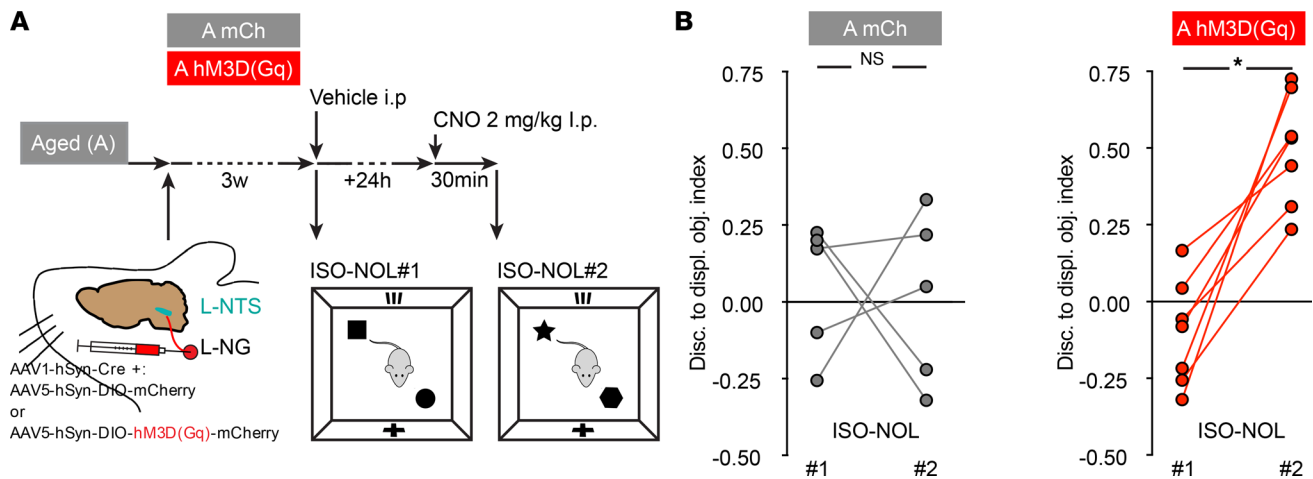 A
A mCh
A hM3D(Gq)
Vehicle i.p
CNO 2 mg/kg I.p.
Aged (A)
3w
+24h
30min
ISO-NOL#1
ISO-NOL#2
L-NTS
L-NG
AAV1-hSyn-Cre +:
AAV5-hSyn-DIO-mCherry
or
AAV5-hSyn-DIO-hM3D(Gq)-mCherry
B
A mCh
NS
Disc. to displ. obj. index
0.75
0.50
0.25
0.00
-0.25
-0.50
ISO-NOL
#1 #2
A hM3D(Gq)
*
Disc. to displ. obj. index
0.75
0.50
0.25
0.00
-0.25
-0.50
ISO-NOL
#1 #2